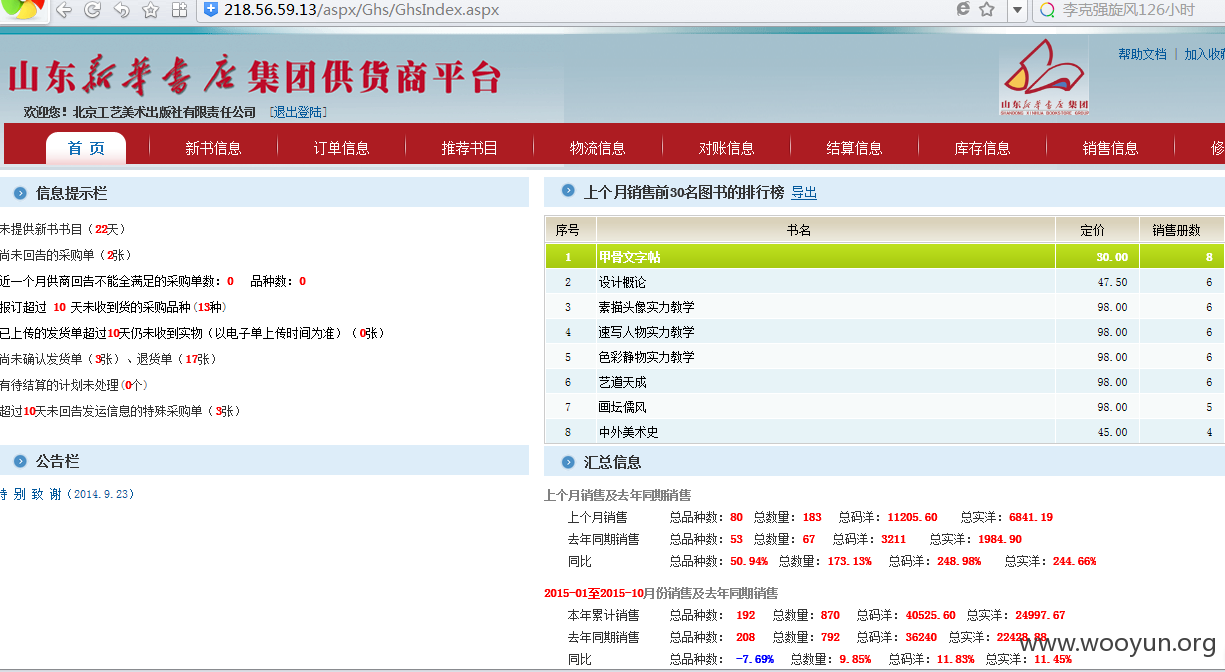 218.56.59.13/aspx/Ghs/GhsIndex.aspx
李克强旋风126小时
山东新华书店集团供货商平台
山东新华书店集团
SHANDONG XINHUA BOOKSTORE GROUP
帮助文档 | 加入收藏
欢迎您！北京工艺美术出版社有限责任公司 [退出登陆]
首 页 新书信息 订单信息 推荐书目 物流信息 对账信息 结算信息 库存信息 销售信息 修
信息提示栏
未提供新书书目（22天）
尚未回告的采购单（2张）
近一个月供商回告不能全满足的采购单数：0 品种数：0
报订超过 10 天未收到货的采购品种(13种)
已上传的发货单超过10天仍未收到实物（以电子单上传时间为准）（0张）
尚未确认发货单（3张）、退货单（17张）
有待结算的计划未处理(0个)
超过10天未回告发运信息的特殊采购单（3张）
公告栏
特 别 致 谢（2014.9.23）
上个月销售前30名图书的排行榜 导出
序号 书名 定价 销售册数
1 甲骨文字帖 30.00 8
2 设计概论 47.50 6
3 素描头像实力教学 98.00 6
4 速写人物实力教学 98.00 6
5 色彩静物实力教学 98.00 6
6 艺道天成 98.00 6
7 画坛儒风 98.00 5
8 中外美术史 45.00 4
汇总信息
上个月销售及去年同期销售
上个月销售 总品种数：80 总数量：183 总码洋：11205.60 总实洋：6841.19
去年同期销售 总品种数：53 总数量：67 总码洋：3211 总实洋：1984.90
同比 总品种数：50.94% 总数量：173.13% 总码洋：248.98% 总实洋：244.66%
2015-01至2015-10月份销售及去年同期销售
本年累计销售 总品种数：192 总数量：870 总码洋：40525.60 总实洋：24997.67
去年同期销售 总品种数：208 总数量：792 总码洋：36240 总实洋：22428.88
同比 总品种数：-7.69% 总数量：9.85% 总码洋：11.83% 总实洋：11.45%
www.wooyun.org